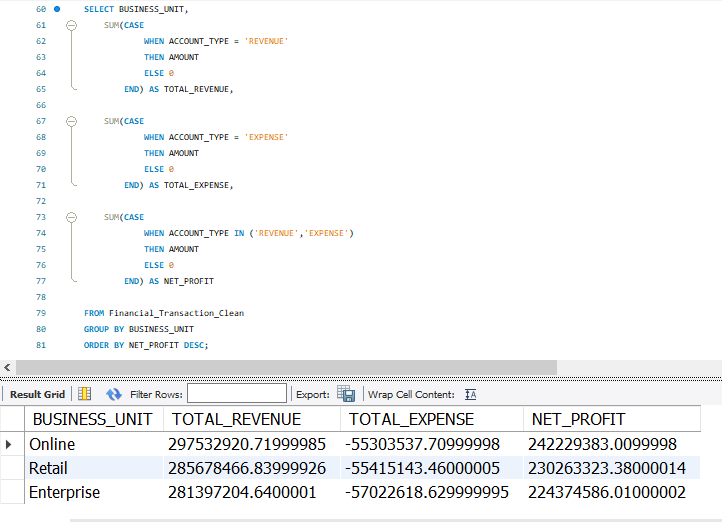 60 SELECT BUSINESS_UNIT,
61 SUM(CASE
62 WHEN ACCOUNT_TYPE = 'REVENUE'
63 THEN AMOUNT
64 ELSE 0
65 END) AS TOTAL_REVENUE,
66
67 SUM(CASE
68 WHEN ACCOUNT_TYPE = 'EXPENSE'
69 THEN AMOUNT
70 ELSE 0
71 END) AS TOTAL_EXPENSE,
72
73 SUM(CASE
74 WHEN ACCOUNT_TYPE IN ('REVENUE','EXPENSE')
75 THEN AMOUNT
76 ELSE 0
77 END) AS NET_PROFIT
78
79 FROM Financial_Transaction_Clean
80 GROUP BY BUSINESS_UNIT
81 ORDER BY NET_PROFIT DESC;
Result Grid Filter Rows: Export: Wrap Cell Content: IA
BUSINESS_UNIT TOTAL_REVENUE TOTAL_EXPENSE NET_PROFIT
Online 297532920.71999985 -55303537.70999998 242229383.0099998
Retail 285678466.83999926 -55415143.46000005 230263323.38000014
Enterprise 281397204.6400001 -57022618.629999995 224374586.01000002